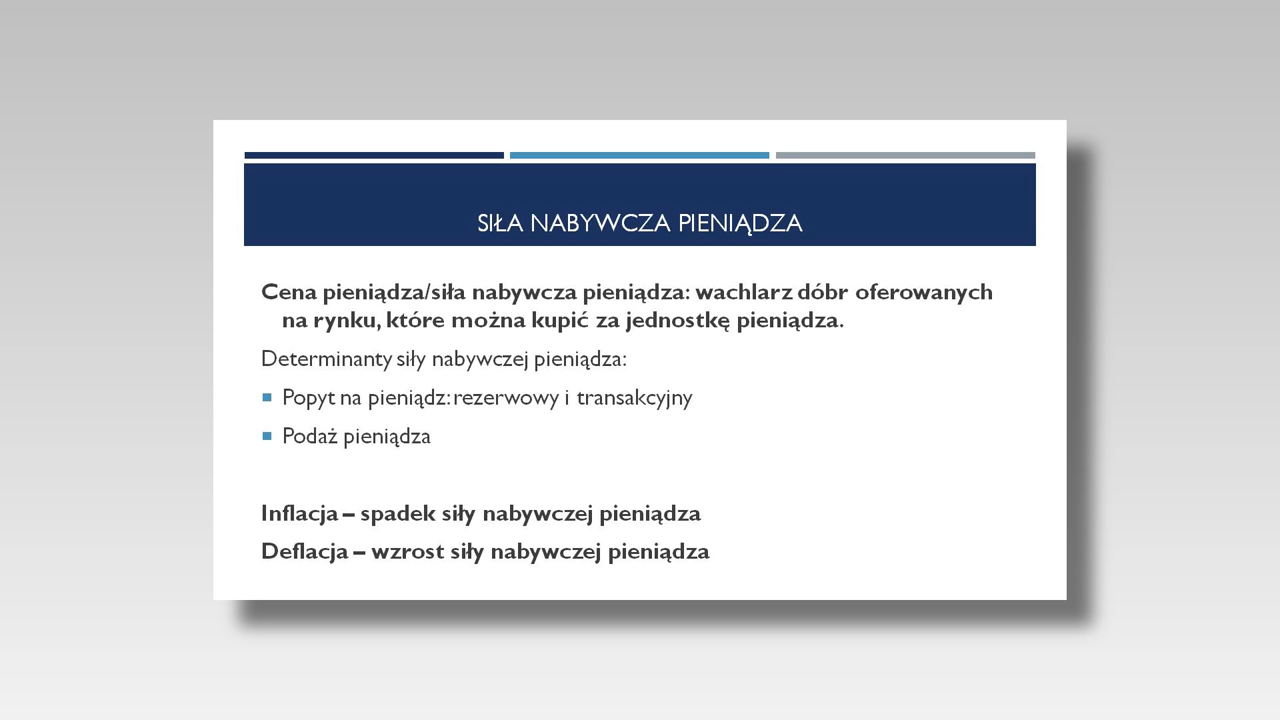 SIŁA NABYWCZA PIENIĄDZA
Cena pieniądza/siła nabywcza pieniądza: wachlarz dóbr oferowanych
na rynku, które można kupić za jednostkę pieniądza.
Determinanty siły nabywczej pieniądza:
Popyt na pieniądz: rezerwowy i transakcyjny
Podaż pieniądza
Inflacja – spadek siły nabywczej pieniądza
Deflacja – wzrost siły nabywczej pieniądza